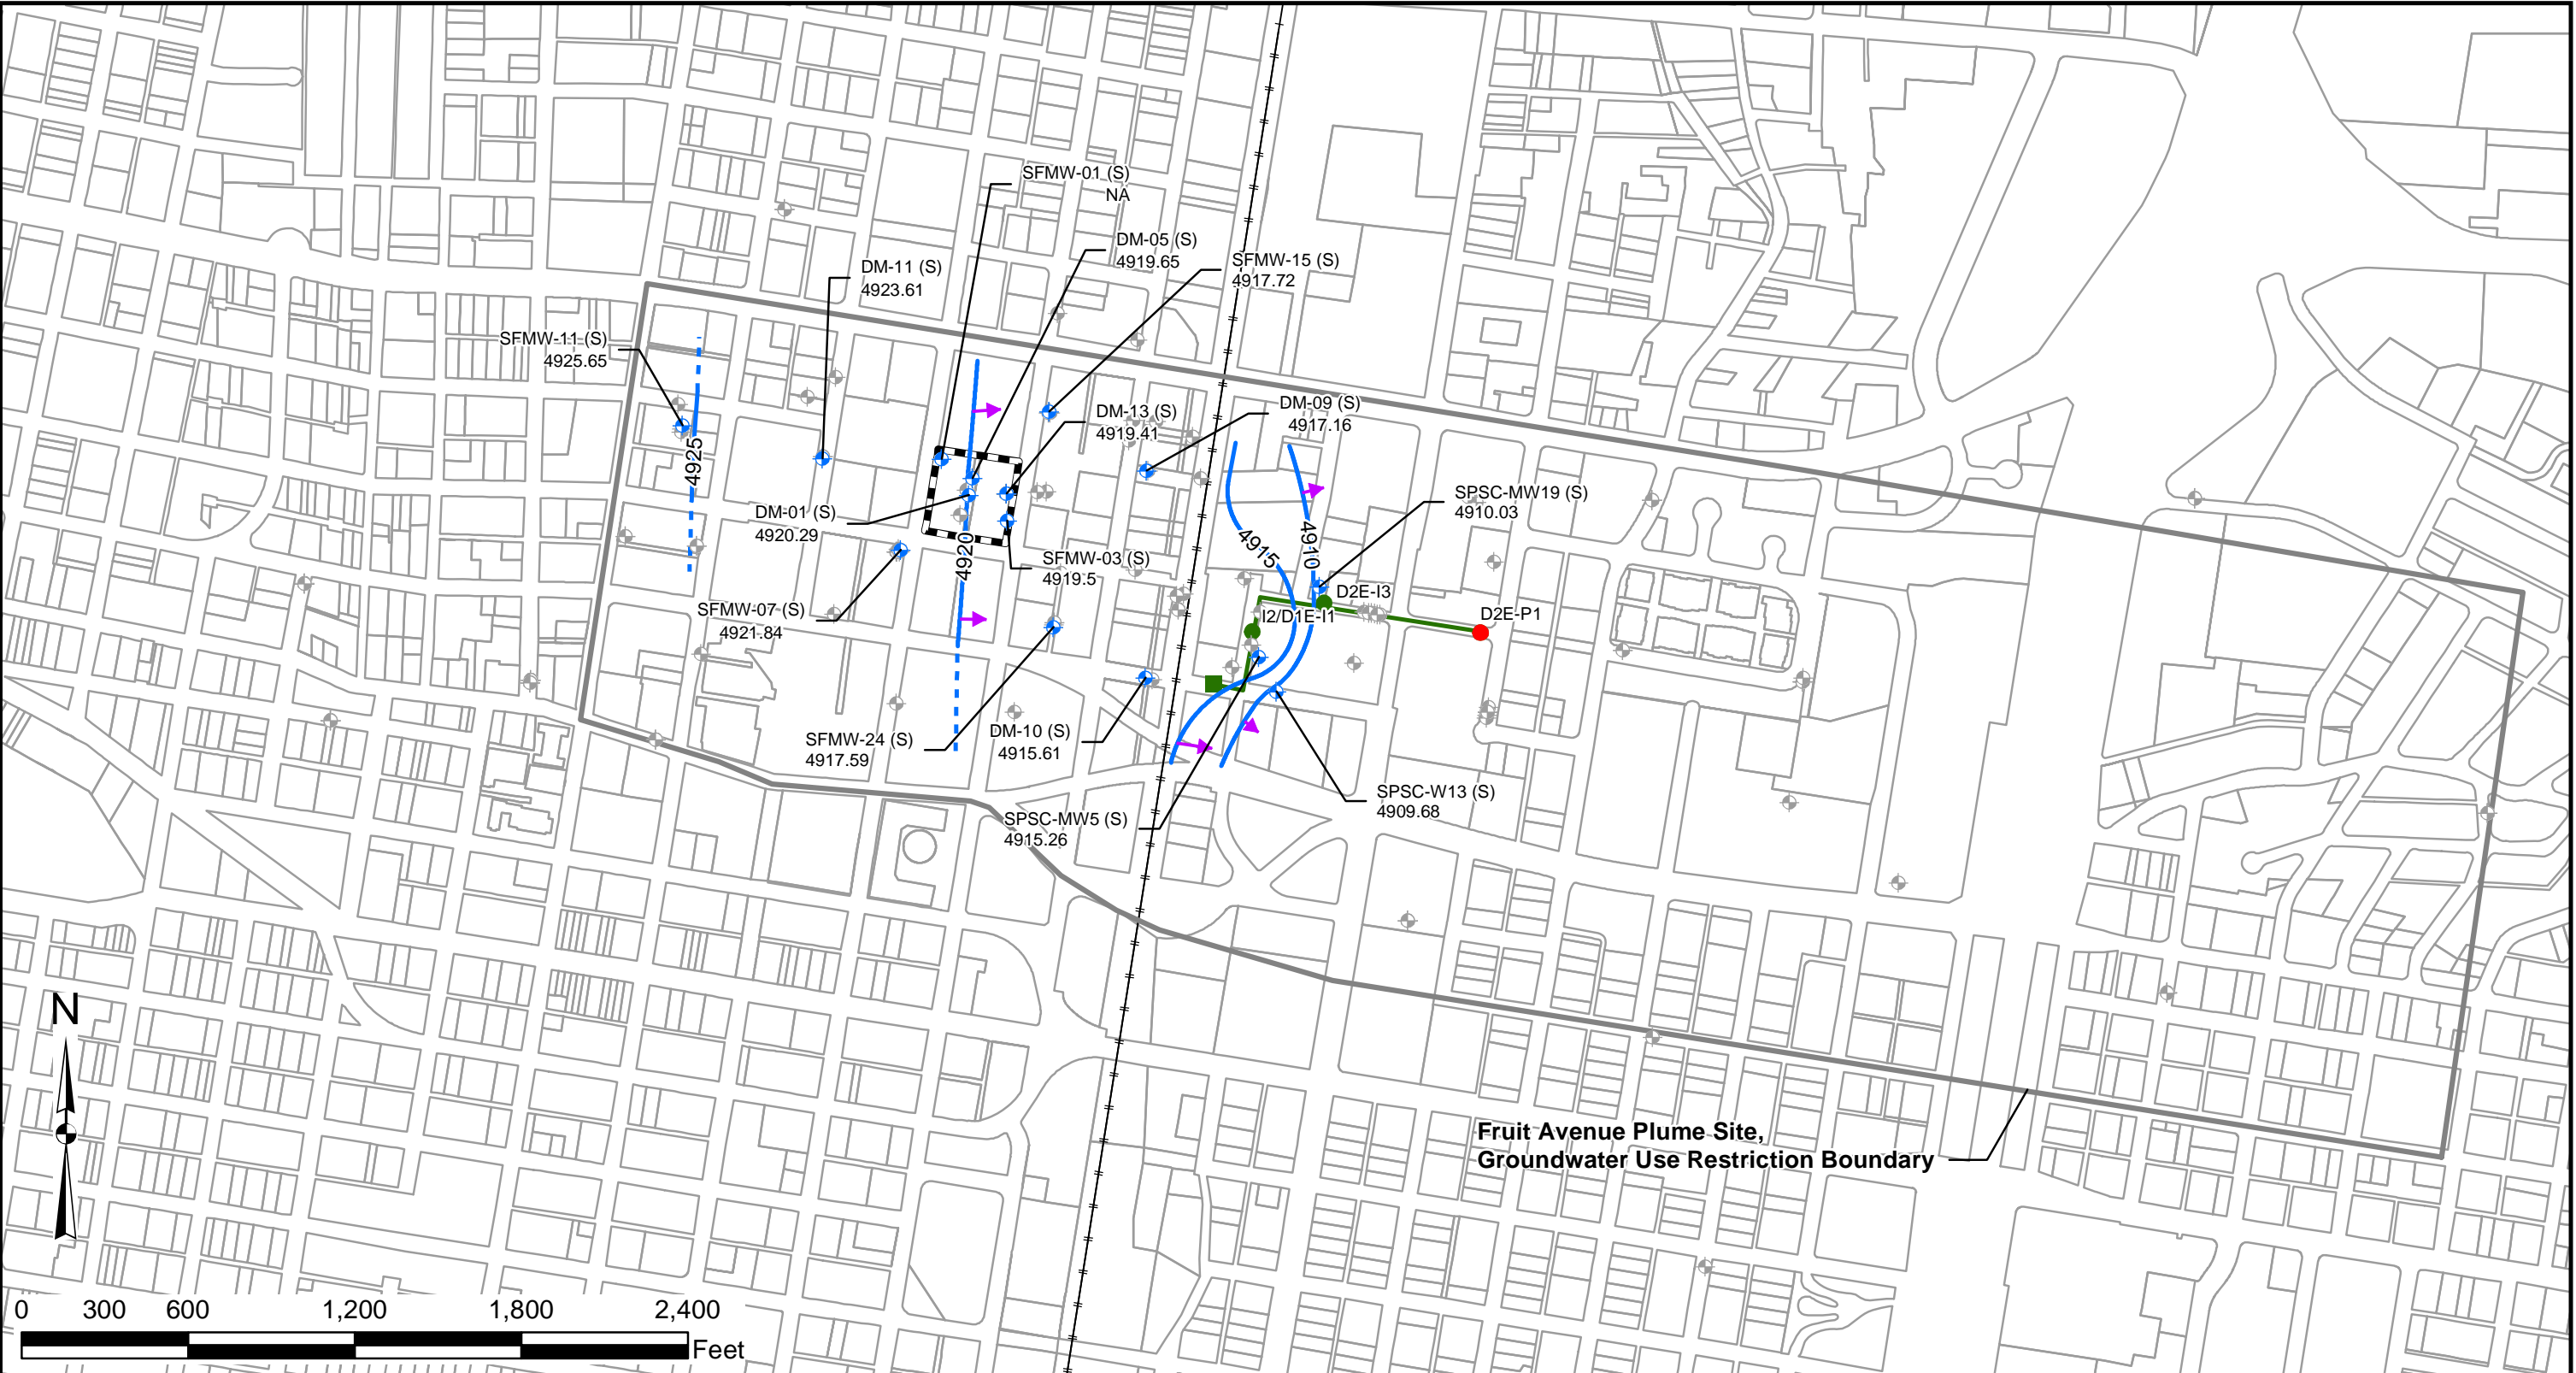 SFMW-01 (S)
NA
DM-05 (S)
4919.65
SFMW-15 (S)
4917.72
DM-11 (S)
4923.61
SFMW-11 (S)
4925.65
DM-13 (S)
4919.41
DM-09 (S)
4917.16
4925
SPSC-MW19 (S)
4910.03
DM-01 (S)
4920.29
4920
4915
4910
SFMW-03 (S)
4919.5
D2E-I3
I2/D1E-I1
D2E-P1
SFMW-07 (S)
4921.84
SFMW-24 (S)
4917.59
DM-10 (S)
4915.61
SPSC-W13 (S)
4909.68
SPSC-MW5 (S)
4915.26
N
Fruit Avenue Plume Site,
Groundwater Use Restriction Boundary
0 300 600 1,200 1,800 2,400
Feet